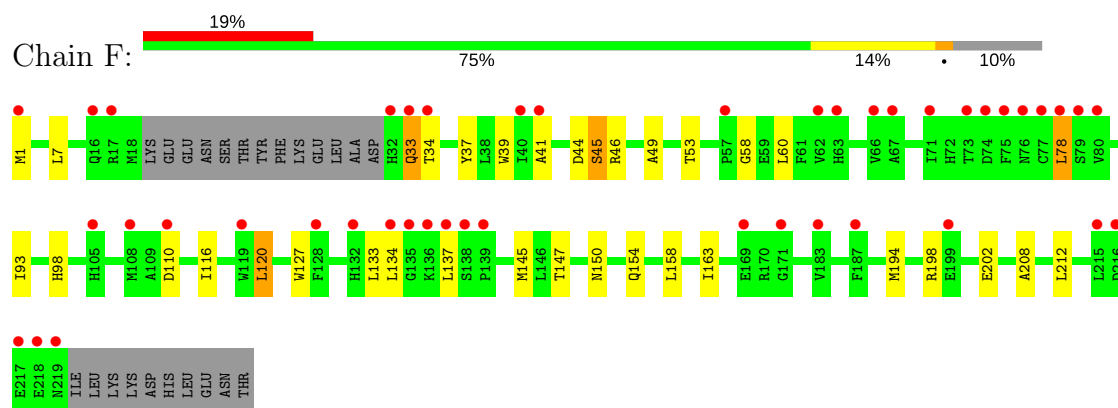 19%
Chain F:
75% 14% • 10%
M1 L7 Q16 R17 M18 LYS GLU GLU ASN SER THR TYR PHE LYS GLU LEU ALA ASP H32 Q33 T34 Y37 L38 W39 I40 A41 D44 S45 R46 A49 T53 P57 G58 E59 L60 F61 V62 H63 V66 A67 I71 H72 T73 D74 F75 N76 C77 L78 S79 V80
I93 H98 H105 M108 A109 D110 I116 W119 L120 W127 F128 H132 L133 L134 G135 K136 L137 S138 P139 M145 L146 T147 N150 Q154 L158 I163 E169 R170 G171 V183 F187 M194 R198 E199 E202 A208 L212 L215
E217 E218 N219 ILE LEU LYS LYS ASP HIS LEU GLU ASN THR